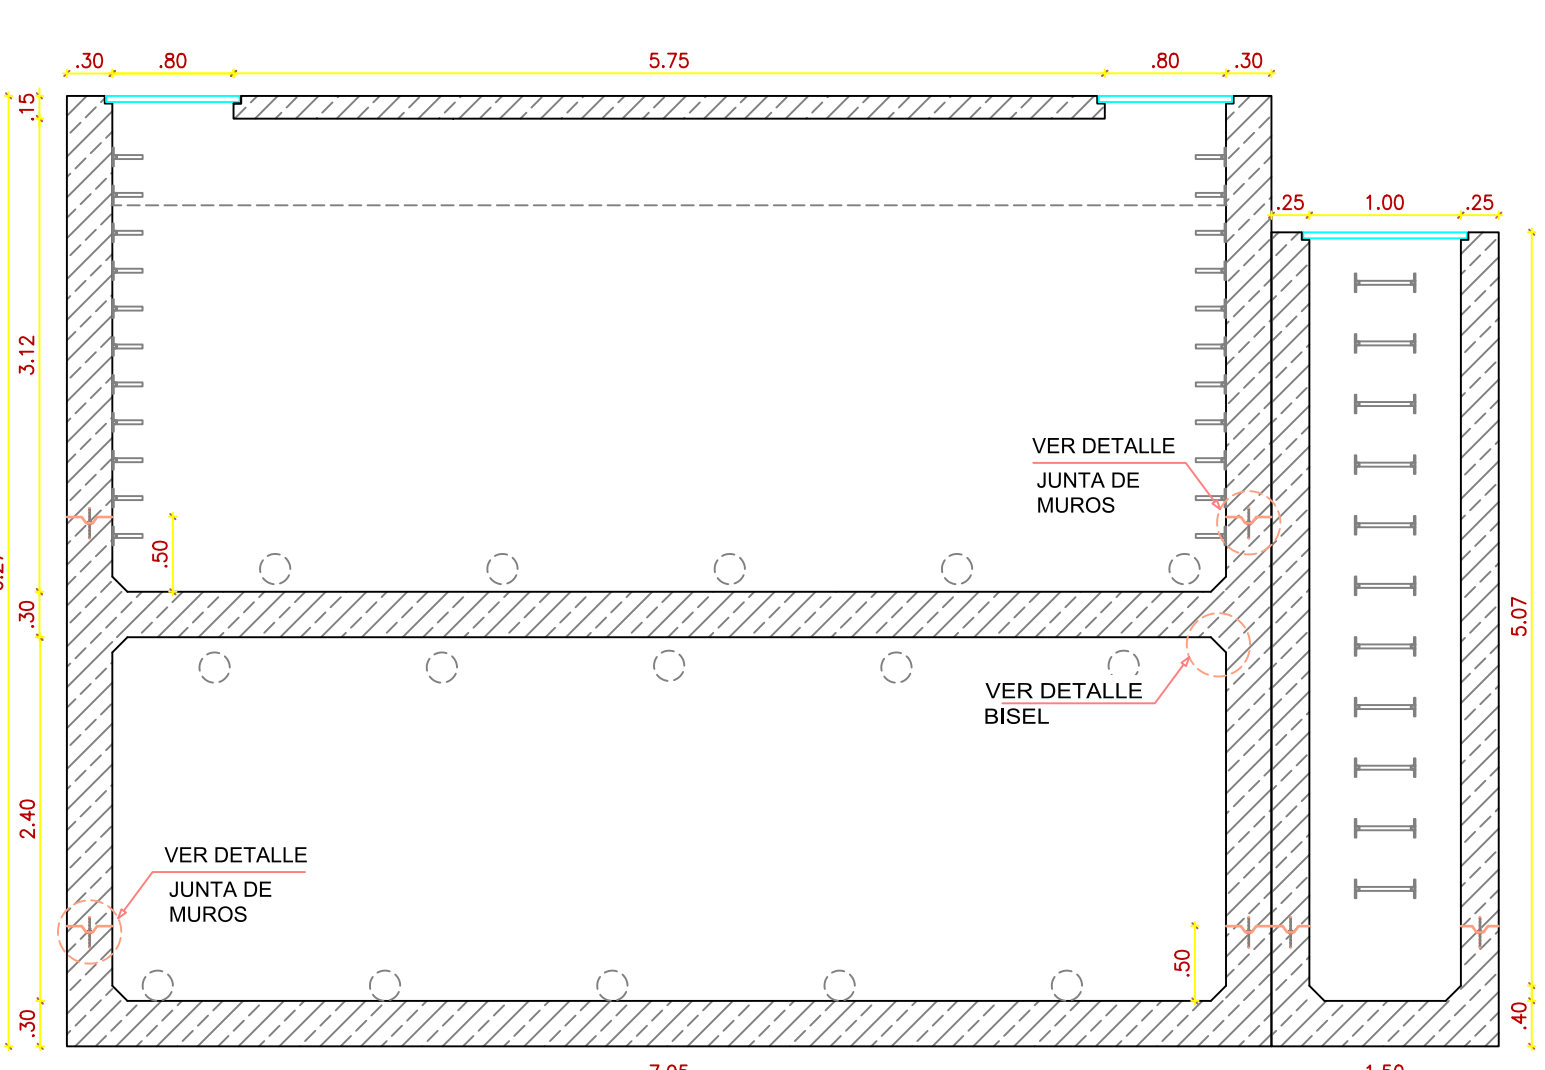 .30 .80 5.75 .80 .30
.15
.25 1.00 .25
3.12
VER DETALLE
JUNTA DE
MUROS
.50
.30
5.07
VER DETALLE
BISEL
2.40
VER DETALLE
JUNTA DE
MUROS
.50
.30
.40